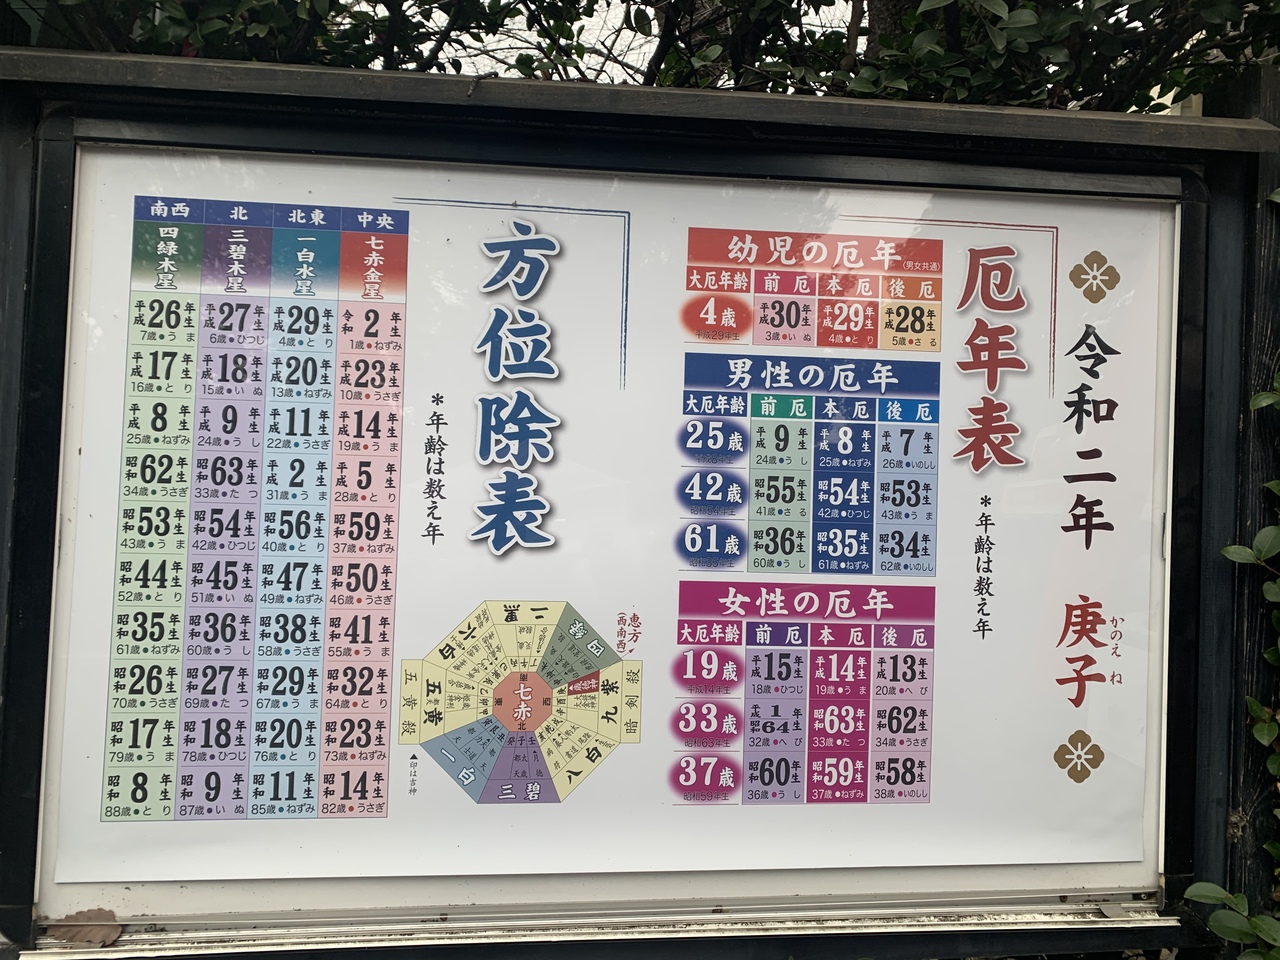 令和二年 庚子
かのえ ね
厄年表
*年齢は数え年
幼児の厄年(男女共通)
大厄年齢 前厄 本厄 後厄
4歳 平成30年生 平成29年生 平成28年生
平成29年生 3歳●いぬ 4歳●とり 5歳●さる
男性の厄年
大厄年齢 前厄 本厄 後厄
25歳 平成9年生 平成8年生 平成7年生
24歳●うし 25歳●ねずみ 26歳●いのしし
42歳 昭和55年生 昭和54年生 昭和53年生
41歳●さる 42歳●ひつじ 43歳●うま
61歳 昭和36年生 昭和35年生 昭和34年生
60歳●うし 61歳●ねずみ 62歳●いのしし
女性の厄年
大厄年齢 前厄 本厄 後厄
19歳 平成15年生 平成14年生 平成13年生
平成14年生 18歳●ひつじ 19歳●うま 20歳●へび
33歳 平成1年生 昭和64年生 昭和63年生 昭和62年生
昭和63年生 32歳●へび 33歳●たつ 34歳●うさぎ
37歳 昭和60年生 昭和59年生 昭和58年生
昭和59年生 36歳●うし 37歳●ねずみ 38歳●いのしし
方位除表
*年齢は数え年
南西 北 北東 中央
四緑木星 三碧木星 一白水星 七赤金星
平成26年生 平成27年生 平成29年生 令和2年生
7歳●うま 6歳●ひつじ 4歳●とり 1歳●ねずみ
平成17年生 平成18年生 平成20年生 平成23年生
16歳●とり 15歳●いぬ 13歳●ねずみ 10歳●うさぎ
平成8年生 平成9年生 平成11年生 平成14年生
25歳●ねずみ 24歳●うし 22歳●うさぎ 19歳●うま
昭和62年生 昭和63年生 平成2年生 平成5年生
34歳●うさぎ 33歳●たつ 31歳●うま 28歳●とり
昭和53年生 昭和54年生 昭和56年生 昭和59年生
43歳●うま 42歳●ひつじ 40歳●とり 37歳●ねずみ
昭和44年生 昭和45年生 昭和47年生 昭和50年生
52歳●とり 51歳●いぬ 49歳●ねずみ 46歳●うさぎ
昭和35年生 昭和36年生 昭和38年生 昭和41年生
61歳●ねずみ 60歳●うし 58歳●うさぎ 55歳●うま
昭和26年生 昭和27年生 昭和29年生 昭和32年生
70歳●うさぎ 69歳●たつ 67歳●うま 64歳●とり
昭和17年生 昭和18年生 昭和20年生 昭和23年生
79歳●うま 78歳●ひつじ 76歳●とり 73歳●ねずみ
昭和8年生 昭和9年生 昭和11年生 昭和14年生
88歳●とり 87歳●いぬ 85歳●ねずみ 82歳●うさぎ
恵方
(西南西)
二黒
四緑
九紫
暗剣殺
八白
三碧
一白
五黄
五黄殺
六白
七赤
南
西
北
東
▲印は吉神